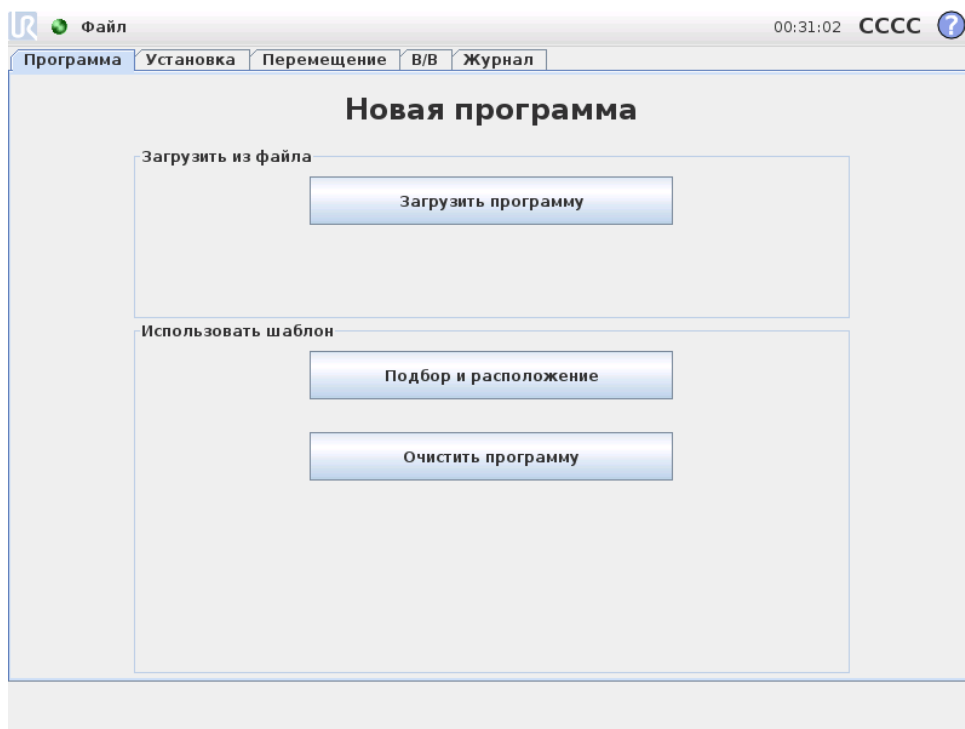 UR Файл 00:31:02 CCCC ?
Программа Установка Перемещение В/В Журнал
Новая программа
Загрузить из файла
Загрузить программу
Использовать шаблон
Подбор и расположение
Очистить программу